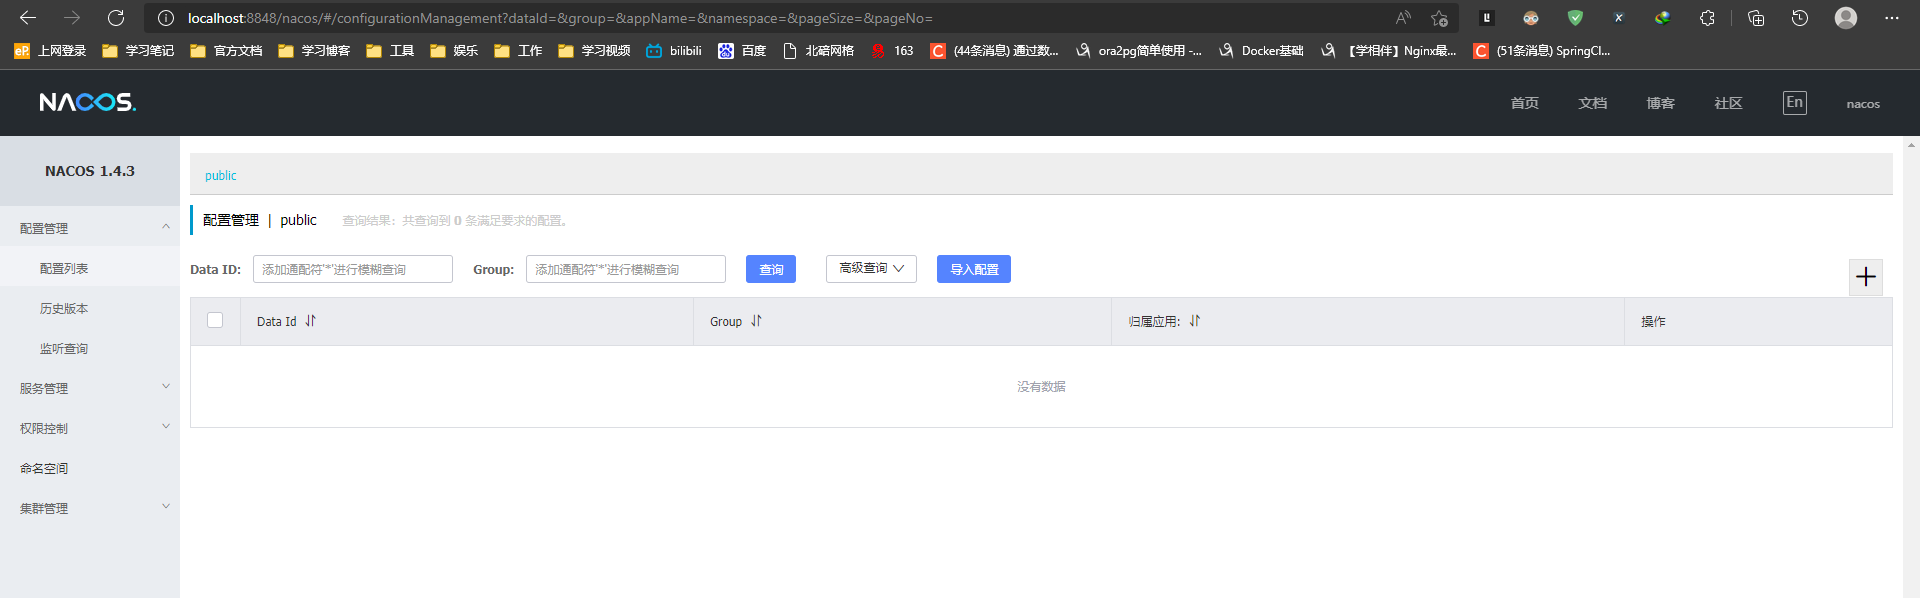 localhost:8848/nacos/#/configurationManagement?dataId=&group=&appName=&namespace=&pageSize=&pageNo=
上网登录 学习笔记 官方文档 学习博客 工具 娱乐 工作 学习视频 bilibili 百度 北碚网格 163 (44条消息) 通过数... ora2pg简单使用 -... Docker基础 【学相伴】Nginx最... (51条消息) SpringCl...
NACOS. 首页 文档 博客 社区 En nacos
NACOS 1.4.3
配置管理
配置列表
历史版本
监听查询
服务管理
权限控制
命名空间
集群管理
public
配置管理 | public 查询结果：共查询到 0 条满足要求的配置。
Data ID: 添加通配符'*'进行模糊查询 Group: 添加通配符'*'进行模糊查询 查询 高级查询 导入配置
Data Id Group 归属应用: 操作
没有数据